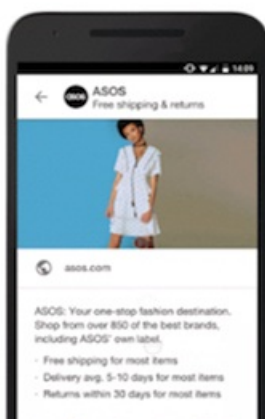 14:09
asos
ASOS
Free shipping & returns
asos.com
ASOS: Your one-stop fashion destination.
Shop from over 850 of the best brands,
including ASOS' own label.
· Free shipping for most items
· Delivery avg. 5-10 days for most items
· Returns within 30 days for most items